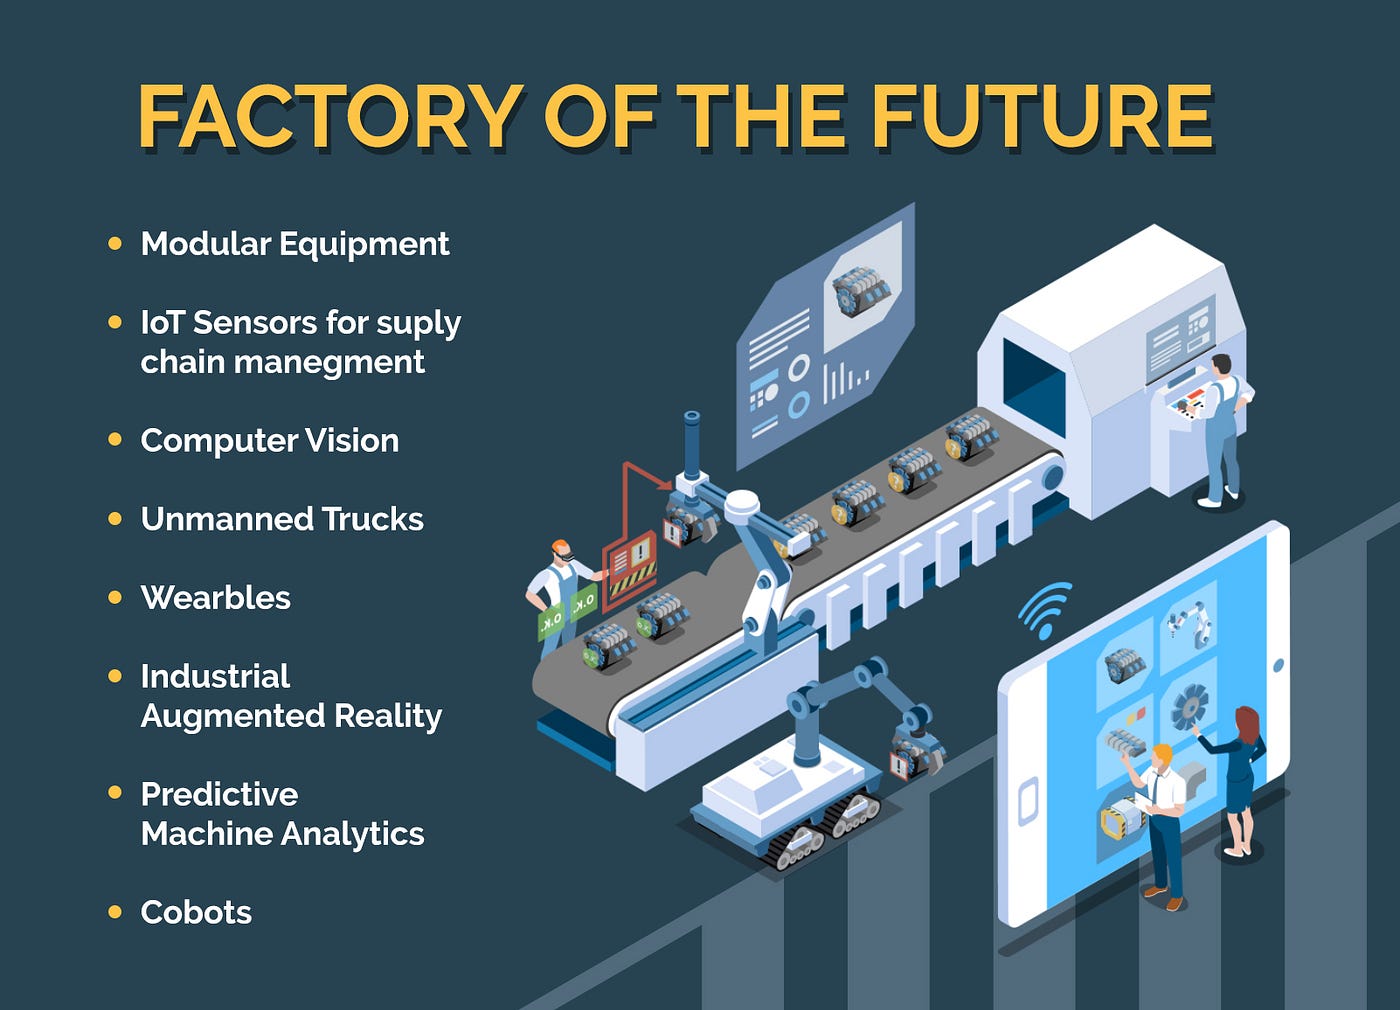 FACTORY OF THE FUTURE
Modular Equipment
IoT Sensors for suply
chain manegment
Computer Vision
Unmanned Trucks
Wearbles
Industrial
Augmented Reality
Predictive
Machine Analytics
Cobots
O.K.
O.K.
!
!
!
?
?
?
O.K.
O.K.